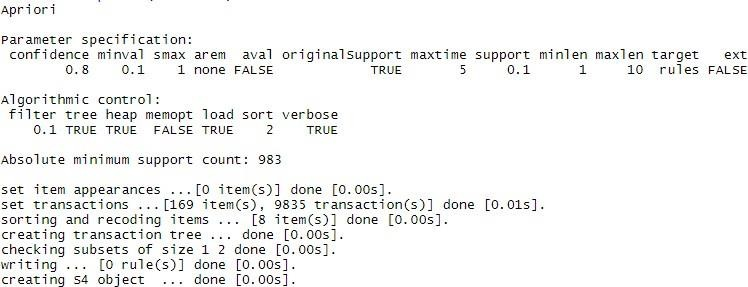 Apriori
Parameter specification:
confidence minval smax arem aval originalSupport maxtime support minlen maxlen target ext
0.8 0.1 1 none FALSE TRUE 5 0.1 1 10 rules FALSE
Algorithmic control:
filter tree heap memopt load sort verbose
0.1 TRUE TRUE FALSE TRUE 2 TRUE
Absolute minimum support count: 983
set item appearances ...[0 item(s)] done [0.00s].
set transactions ...[169 item(s), 9835 transaction(s)] done [0.01s].
sorting and recoding items ... [8 item(s)] done [0.00s].
creating transaction tree ... done [0.00s].
checking subsets of size 1 2 done [0.00s].
writing ... [0 rule(s)] done [0.00s].
creating S4 object ... done [0.00s].